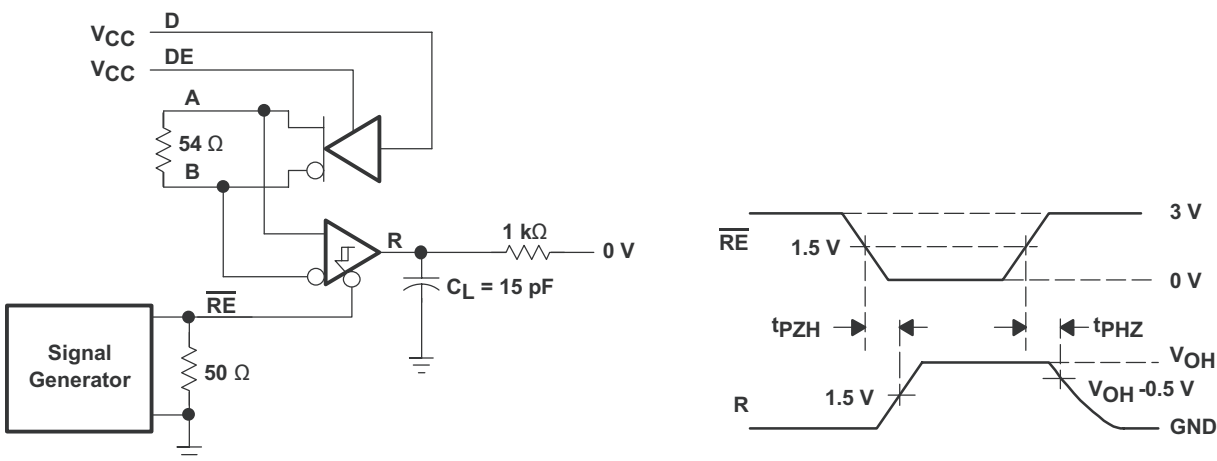 VCC D
VCC DE
A
54 Ω
B
R
1 kΩ
0 V
CL = 15 pF
RE
Signal
Generator
50 Ω
3 V
RE
1.5 V
0 V
tPZH
tPHZ
VOH
VOH -0.5 V
1.5 V
R
GND